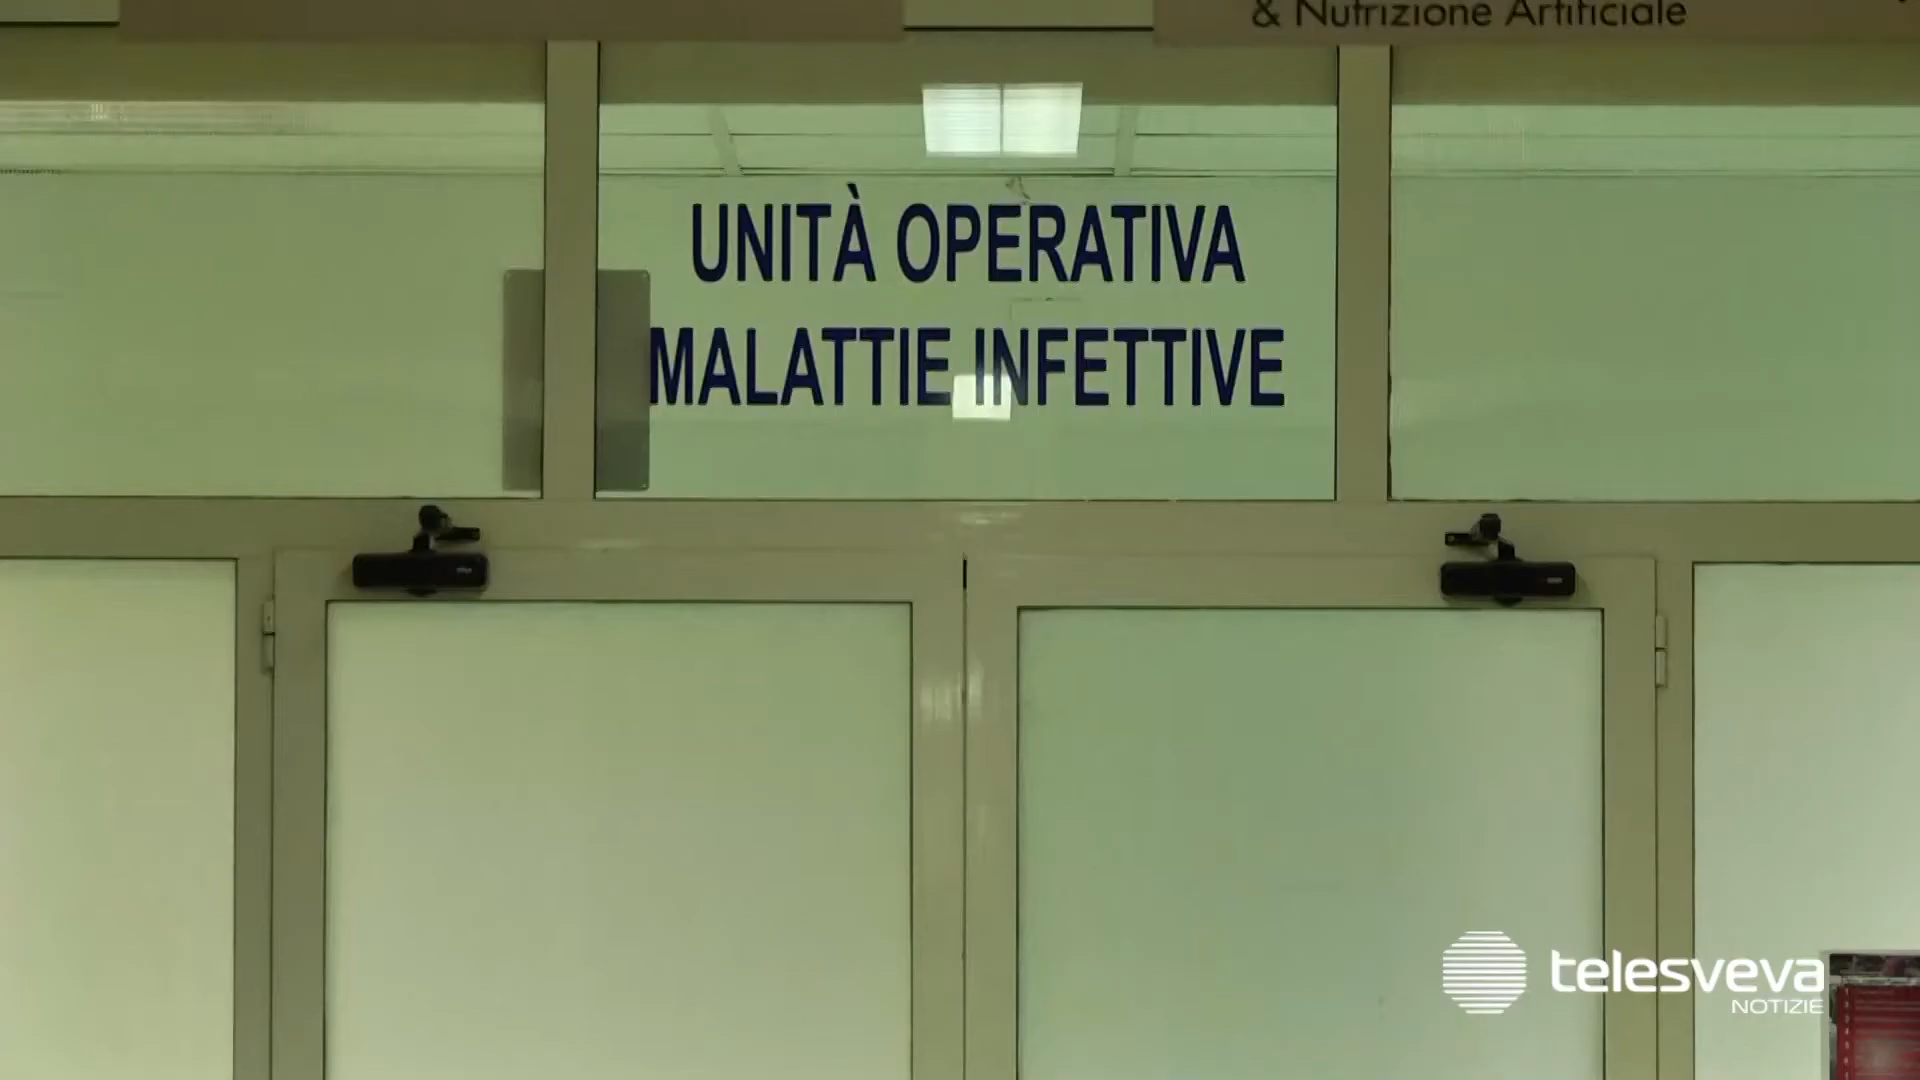 & Nutrizione Artificiale
UNITÀ OPERATIVA
MALATTIE INFETTIVE
telesveva
NOTIZIE